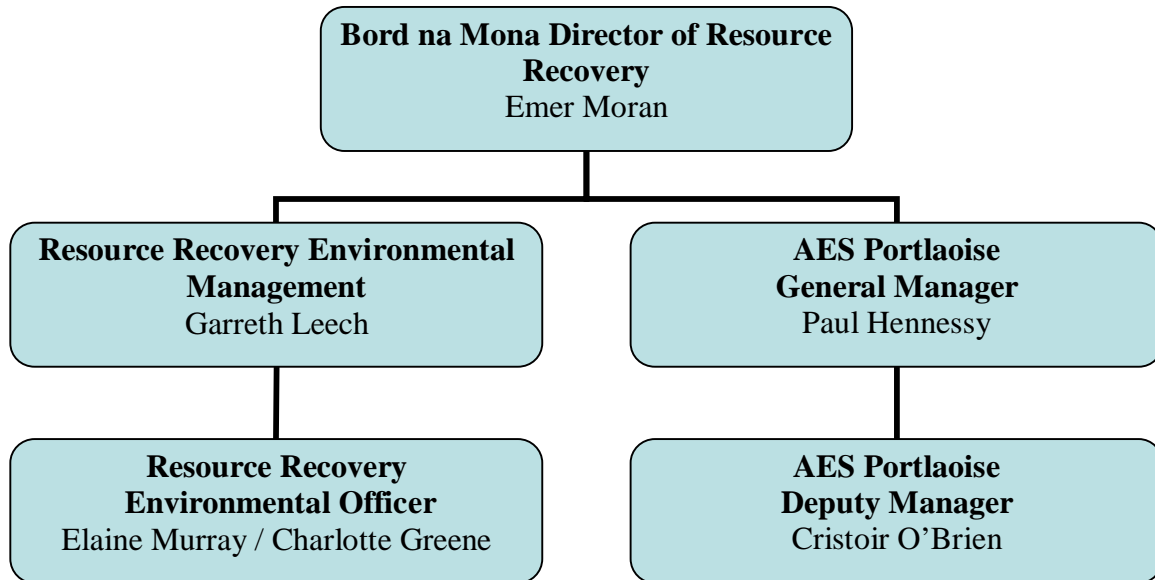 Bord na Mona Director of Resource
Recovery
Emer Moran
Resource Recovery Environmental
Management
Garreth Leech
AES Portlaoise
General Manager
Paul Hennessy
Resource Recovery
Environmental Officer
Elaine Murray / Charlotte Greene
AES Portlaoise
Deputy Manager
Cristoir O’Brien